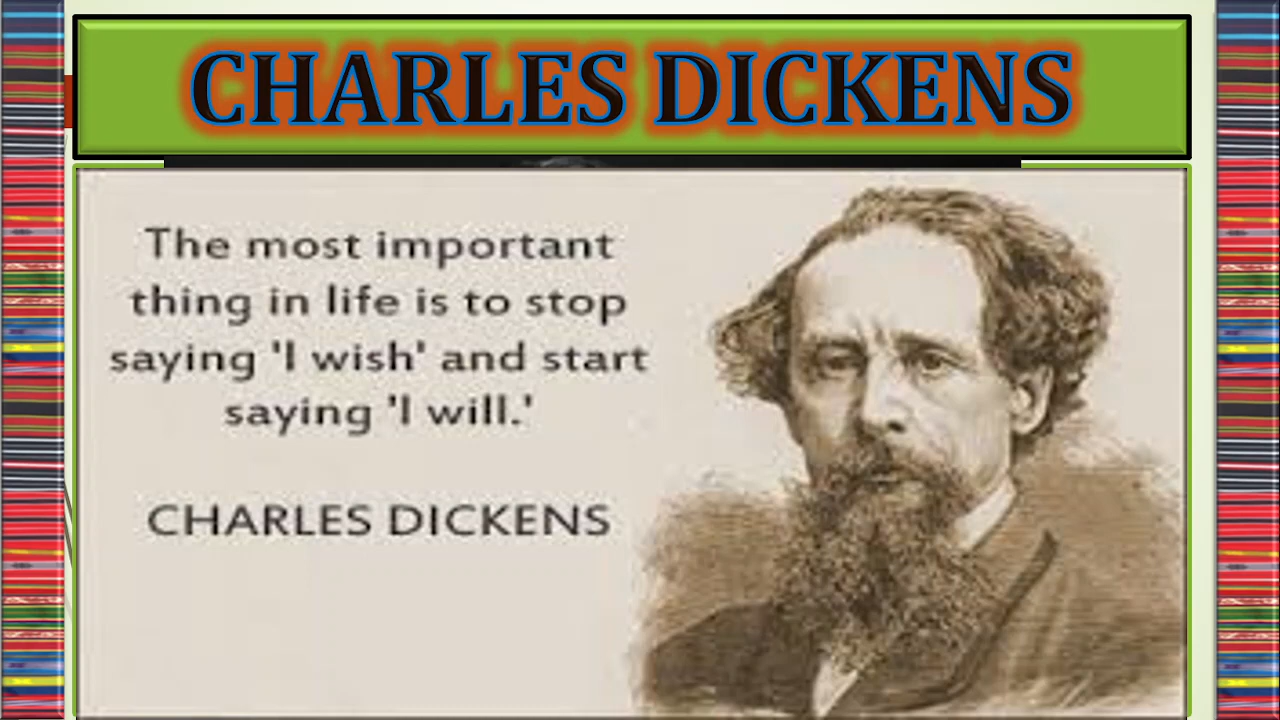 CHARLES DICKENS
The most important
thing in life is to stop
saying 'I wish' and start
saying 'I will.'
CHARLES DICKENS